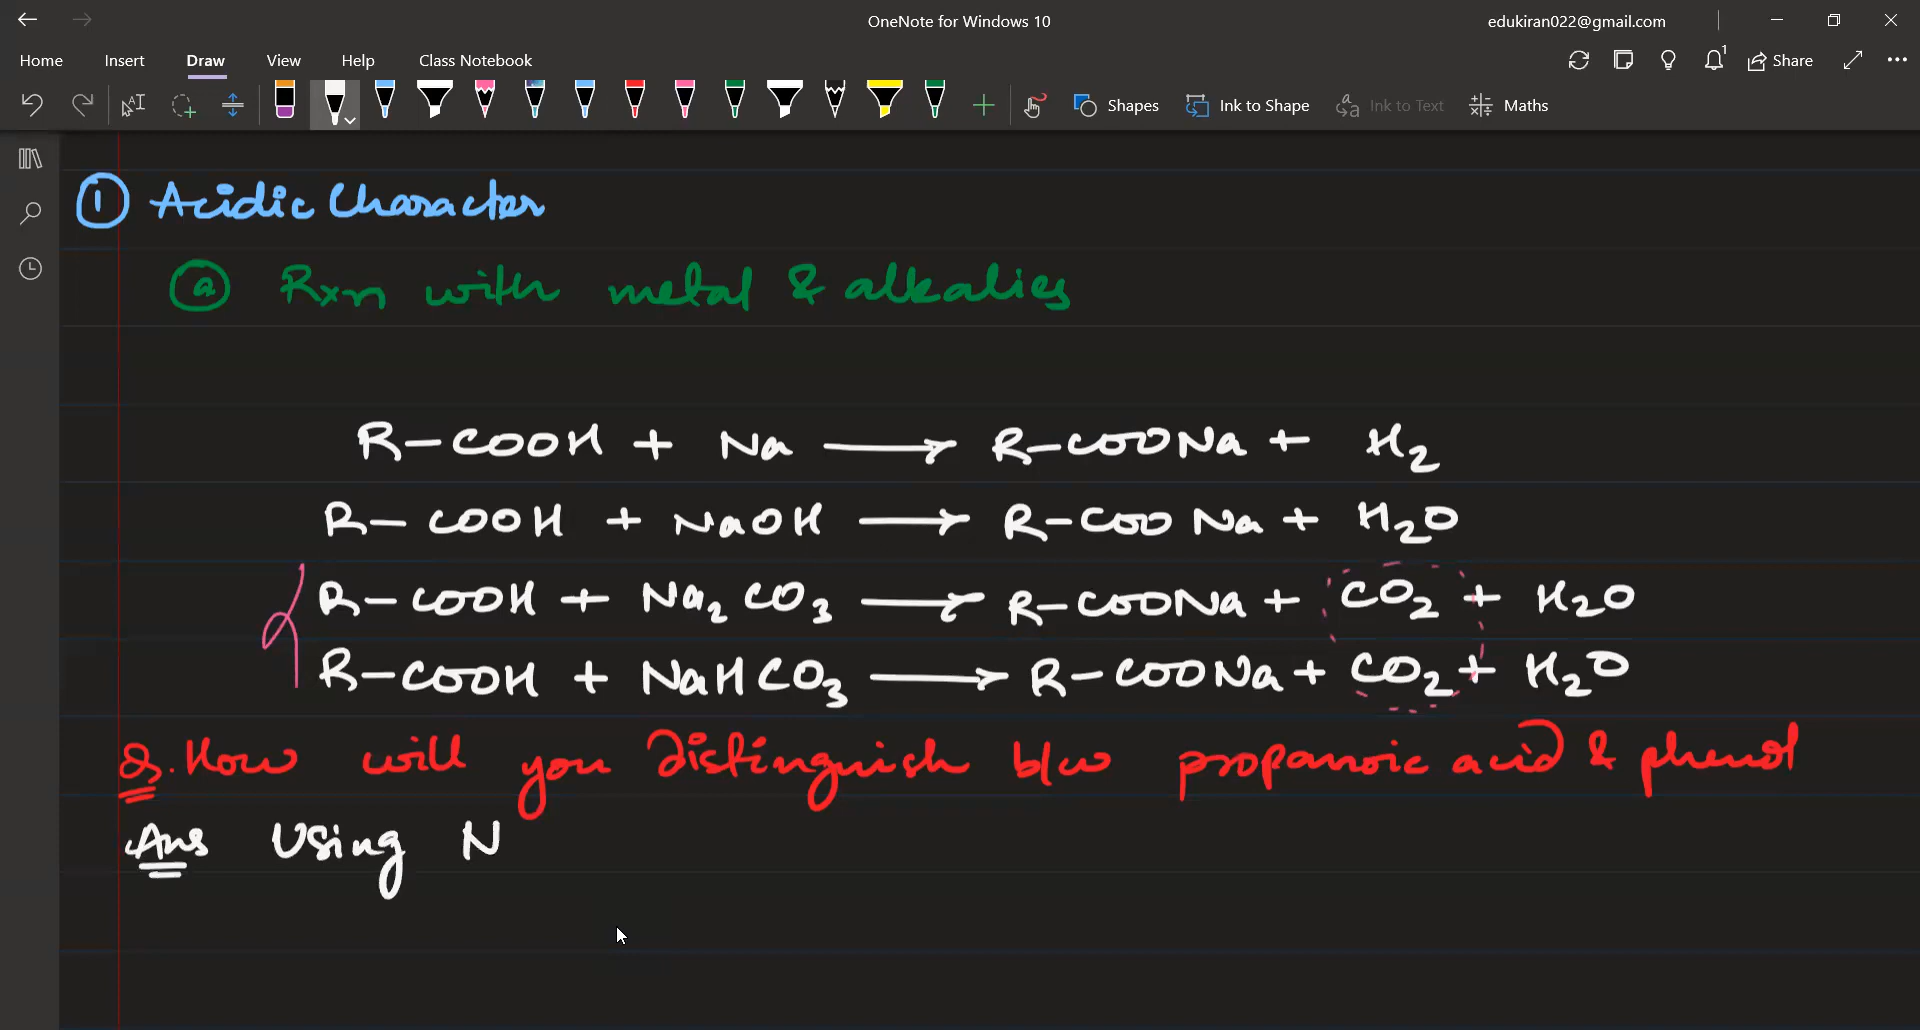 OneNote for Windows 10
edukiran022@gmail.com
Home Insert Draw View Help Class Notebook
1 Share
Shapes Ink to Shape Ink to Text Maths
① Acidic Character
ⓐ Rxn with metal & alkalies
R-COOH + Na ⟶ R-COONa + H₂
R-COOH + NaOH ⟶ R-COONa + H₂O
R-COOH + Na₂CO₃ ⟶ R-COONa + CO₂ + H₂O
R-COOH + NaHCO₃ ⟶ R-COONa + CO₂ + H₂O
Q. How will you distinguish b/w propanoic acid & phenol
Ans Using N